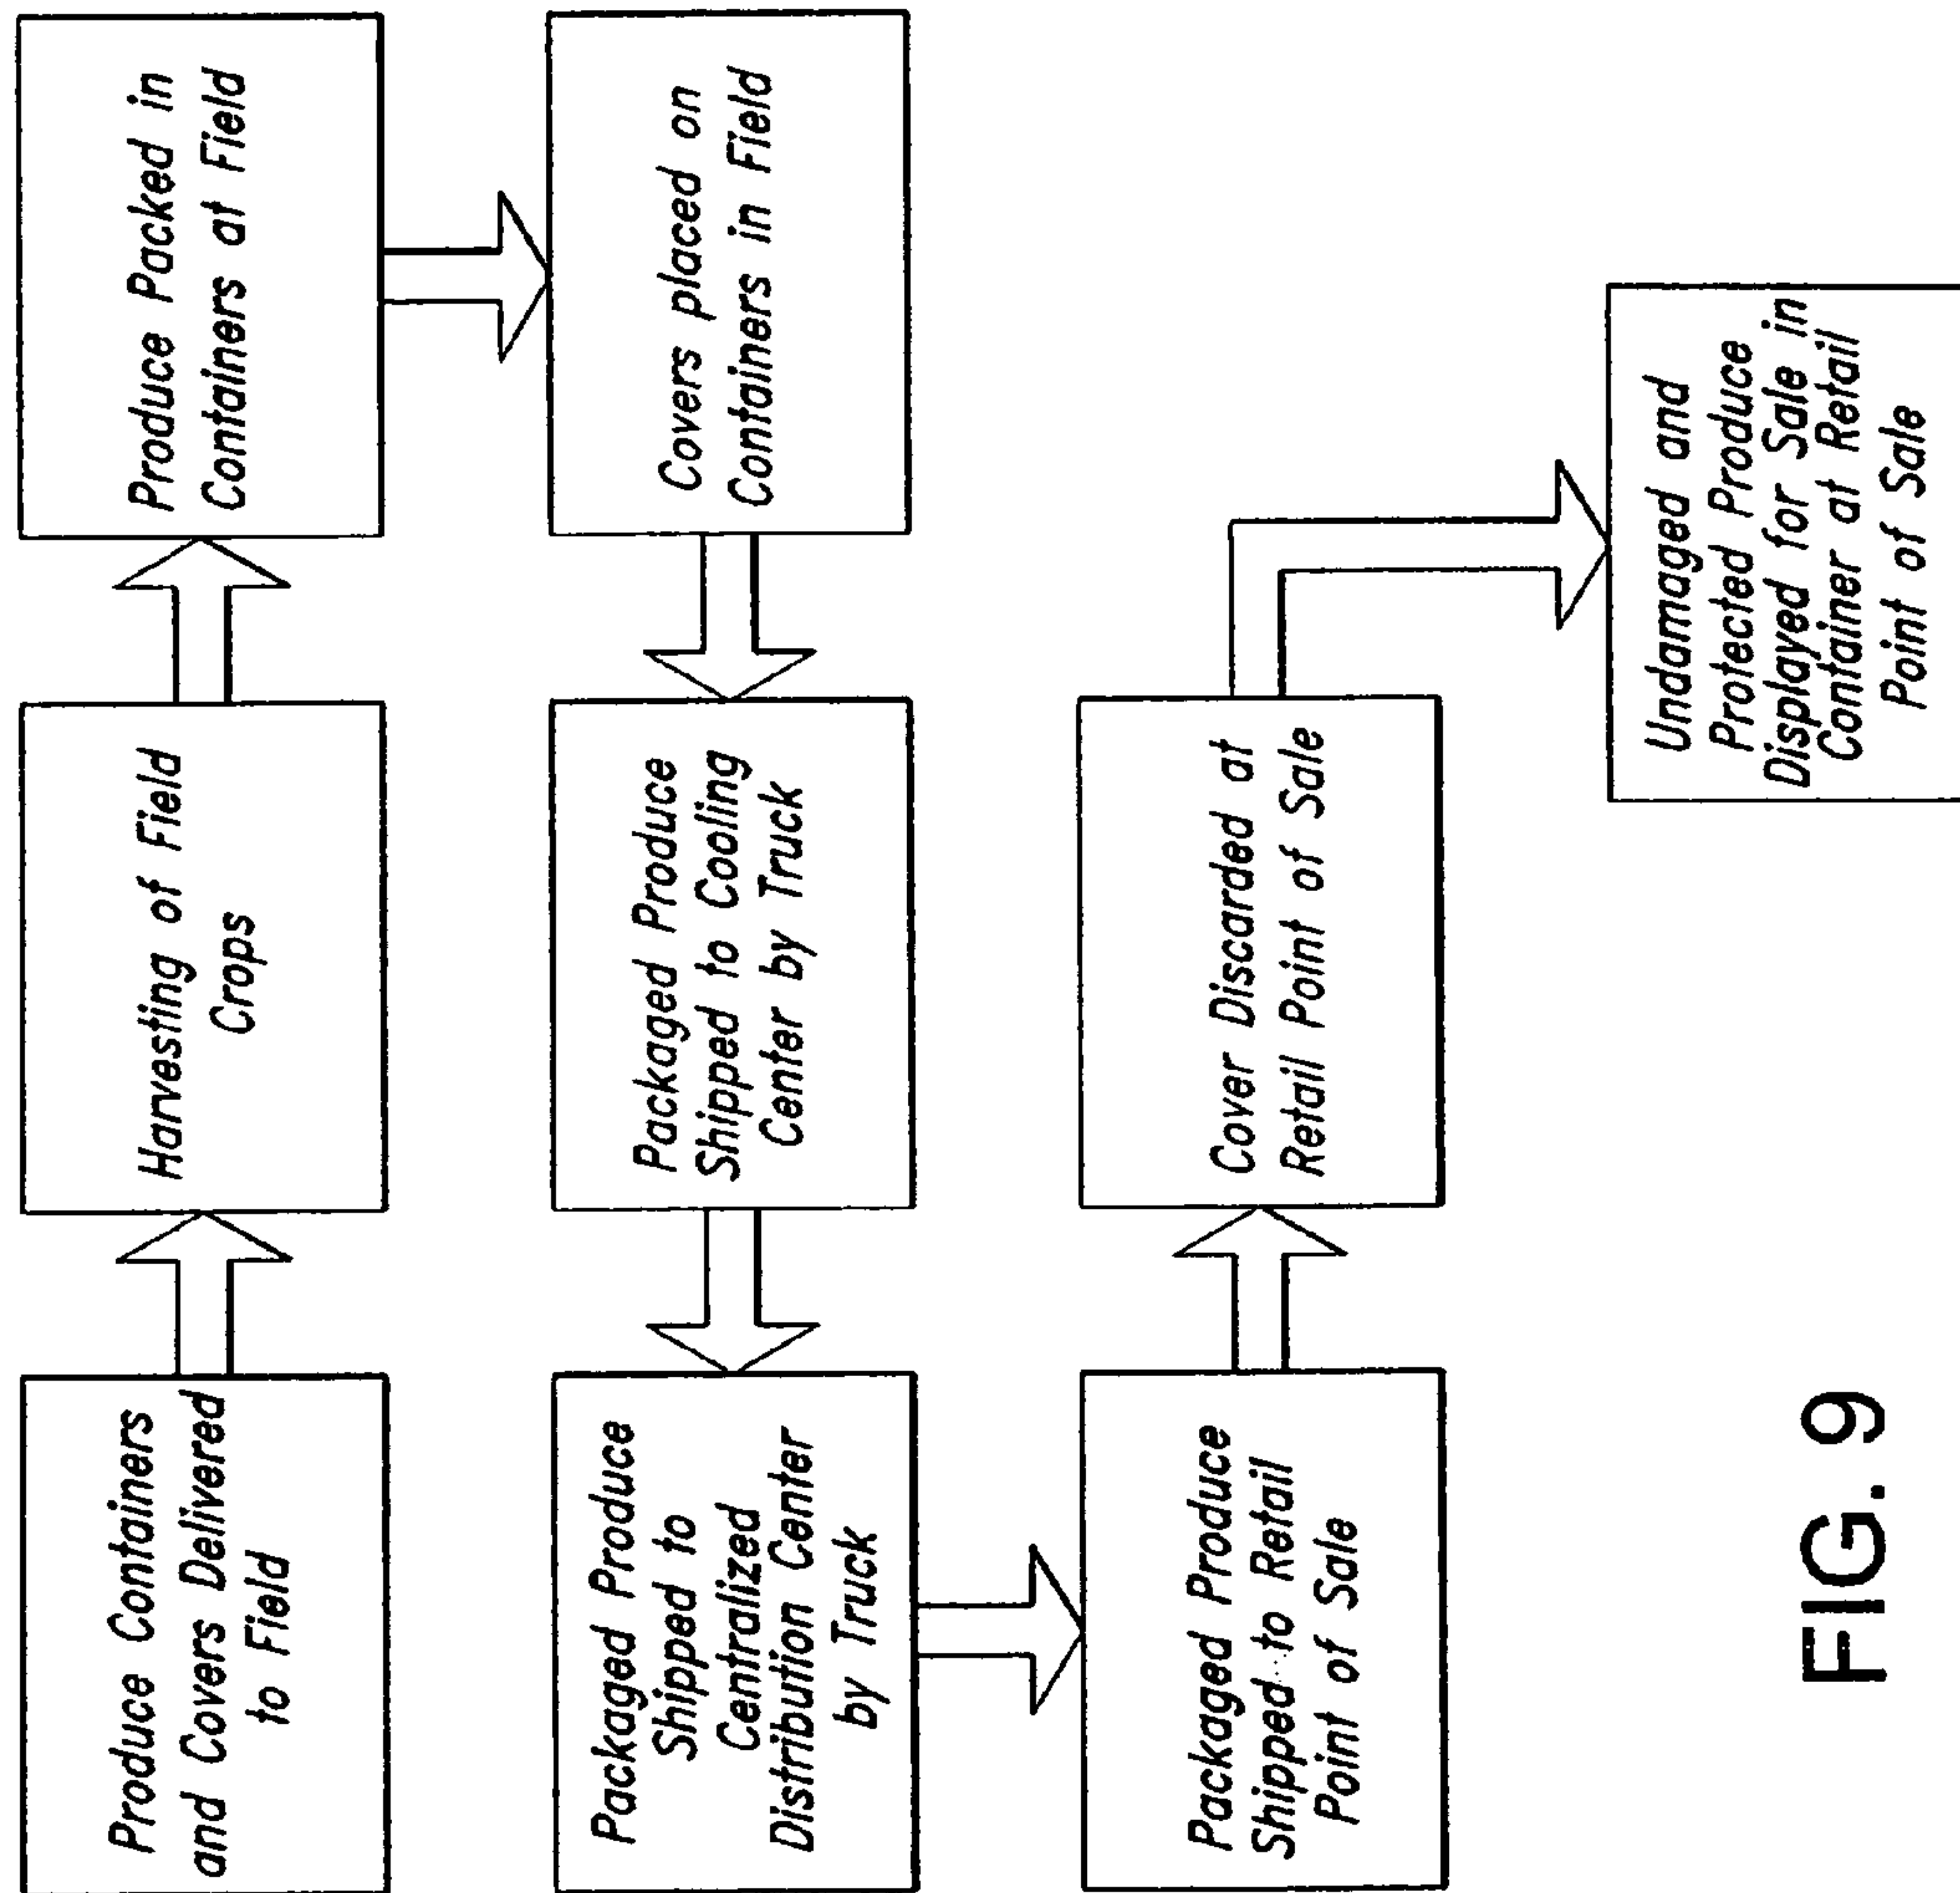 Produce Containers
and Covers Delivered
to Field
Harvesting of Field
Crops
Produce Packed in
Containers at Field
Covers placed on
Containers in Field
Packaged Produce
Shipped to Cooling
Center by Truck
Packaged Produce
Shipped to
Centralized
Distribution Center
by Truck
Packaged Produce
Shipped to Retail
Point of Sale
Cover Discarded at
Retail Point of Sale
Undamaged and
Protected Produce
Displayed for Sale in
Container at Retail
Point of Sale
FIG. 9